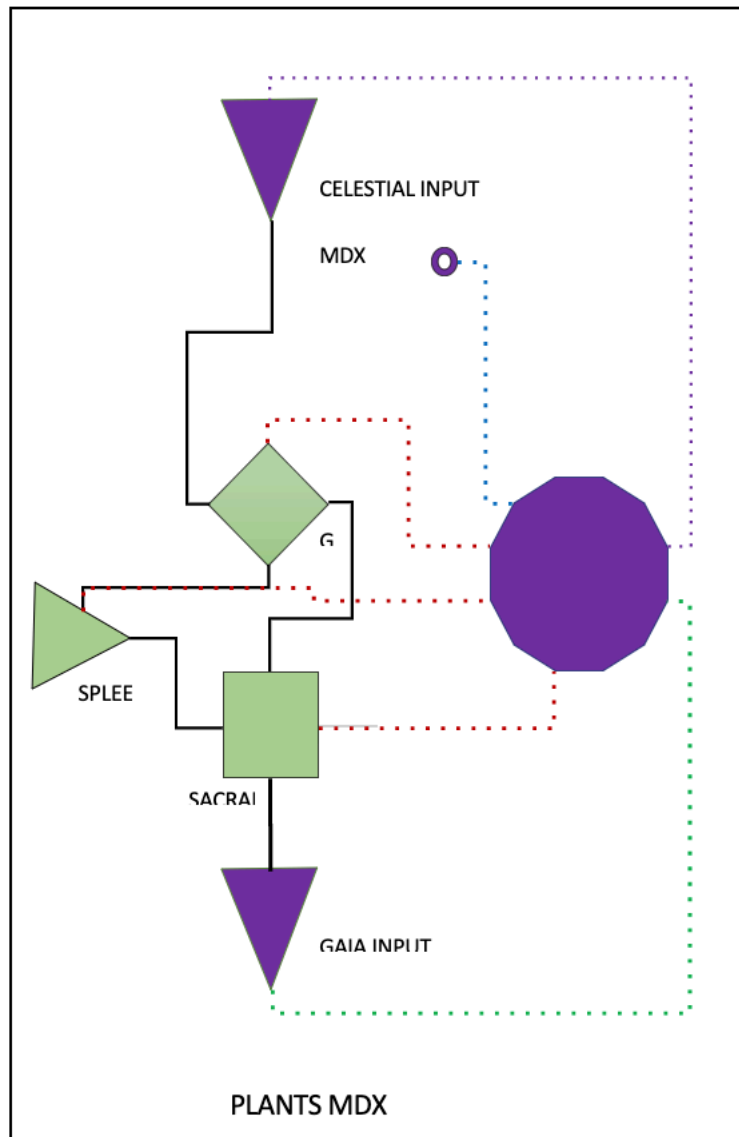 CELESTIAL INPUT
MDX
G
SPLEE
SACRAL
GAIA INPUT
PLANTS MDX